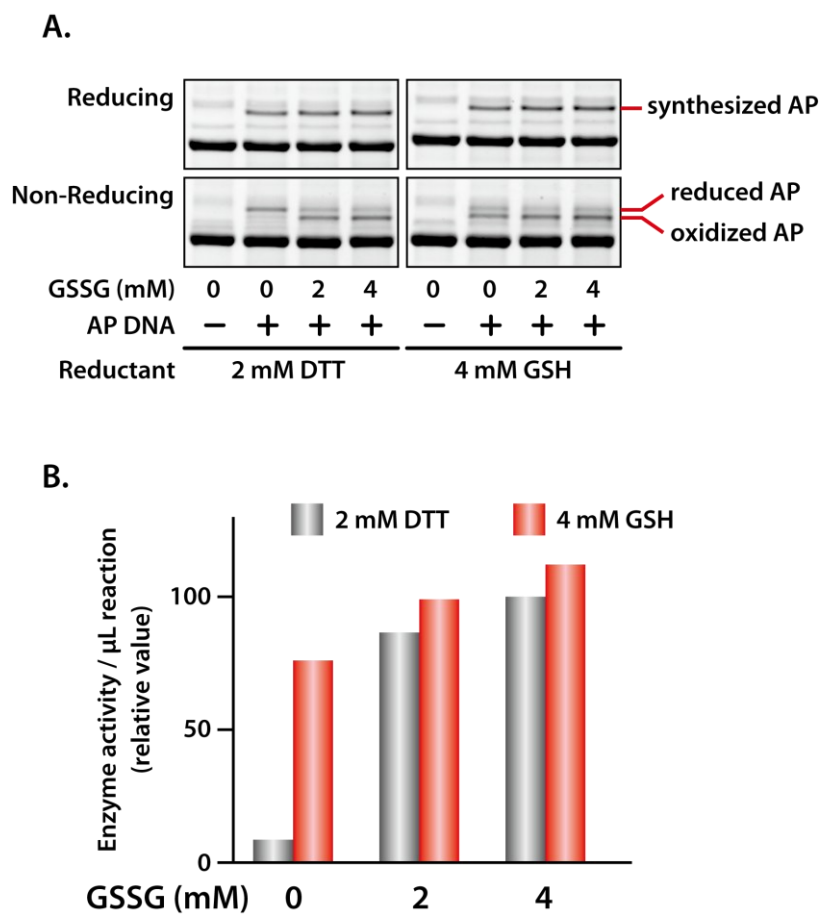 A.
Reducing
synthesized AP
Non-Reducing
reduced AP
oxidized AP
GSSG (mM) 0 0 2 4 0 0 2 4
AP DNA − + + + − + + +
Reductant 2 mM DTT 4 mM GSH
B.
2 mM DTT 4 mM GSH
Enzyme activity / µL reaction
(relative value)
100
50
0
GSSG (mM) 0 2 4